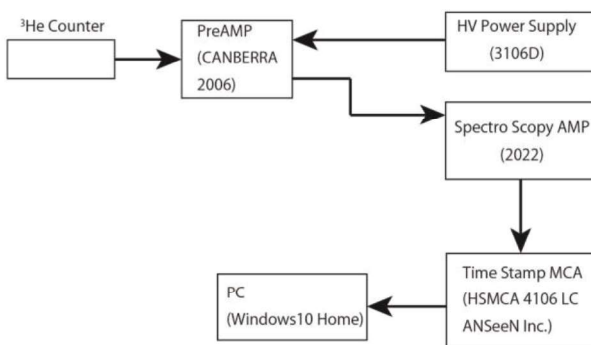 ³He Counter
PreAMP
(CANBERRA
2006)
HV Power Supply
(3106D)
Spectro Scopy AMP
(2022)
Time Stamp MCA
(HSMCA 4106 LC
ANSeeN Inc.)
PC
(Windows10 Home)